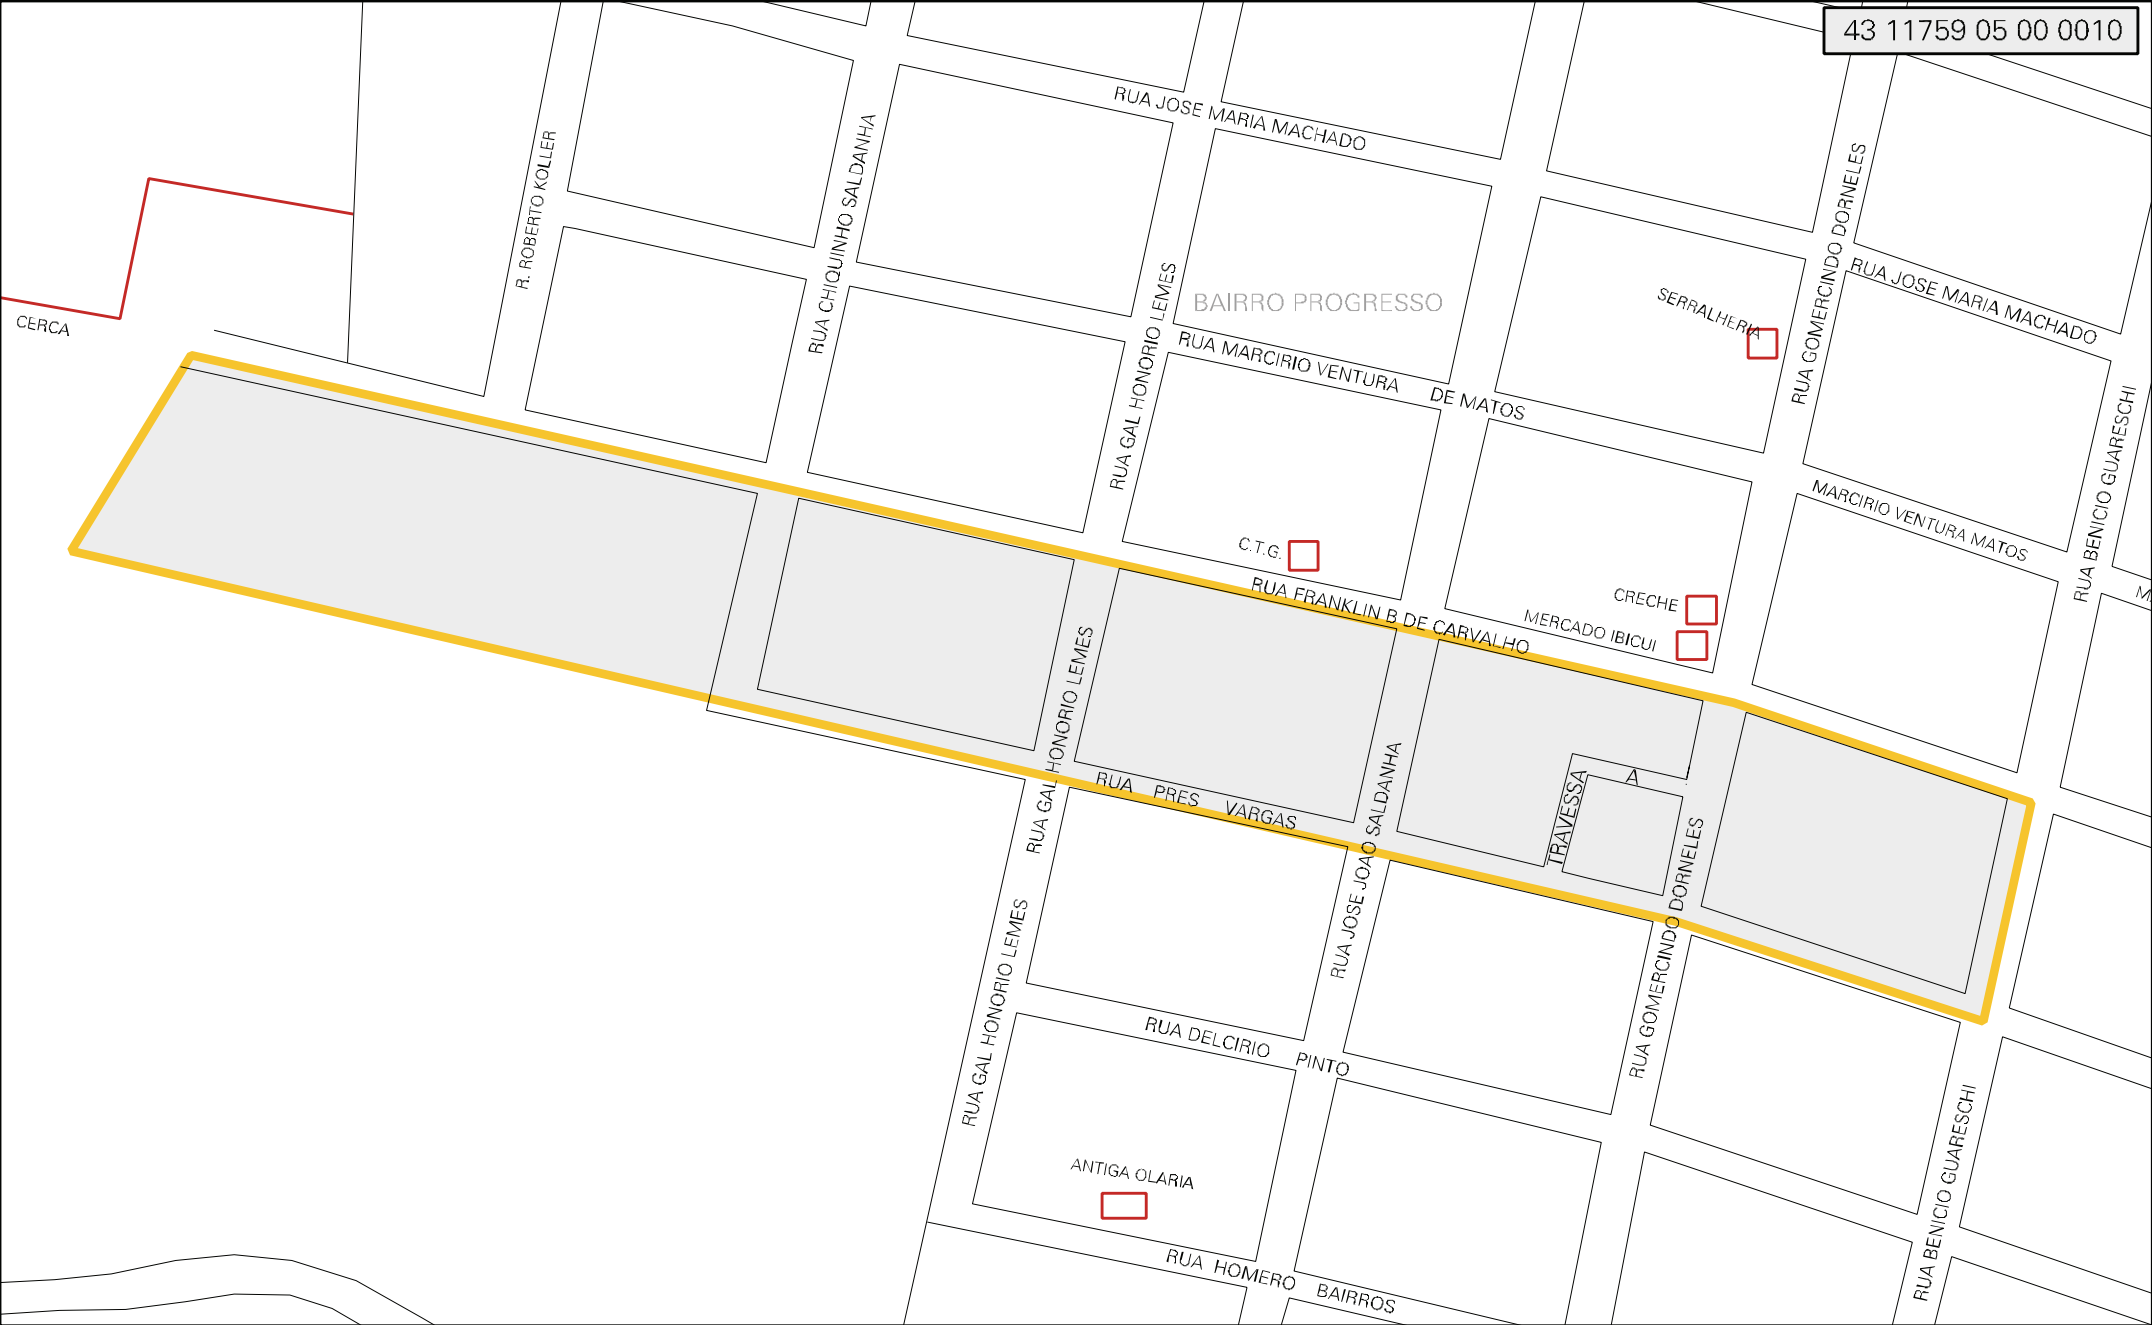 43 11759 05 00 0010
RUA JOSE MARIA MACHADO
R. ROBERTO KOLLER
RUA CHIQUINHO SALDANHA
RUA GOMERCINDO DORNELES
RUA JOSE MARIA MACHADO
RUA GAL HONORIO LEMES
BAIRRO PROGRESSO
SERRALHERIA
CERCA
RUA MARCIRIO VENTURA DE MATOS
RUA BENICIO GUARESCHI
MARCIRIO VENTURA MATOS
C.T.G.
RUA FRANKLIN B DE CARVALHO
CRECHE
MERCADO IBICUI
RUA GAL HONORIO LEMES
RUA PRES VARGAS
RUA JOSE JOAO SALDANHA
TRAVESSA A
RUA GOMERCINDO DORNELES
RUA GAL HONORIO LEMES
RUA DELCIRIO PINTO
RUA BENICIO GUARESCHI
ANTIGA OLARIA
RUA HOMERO BAIRROS